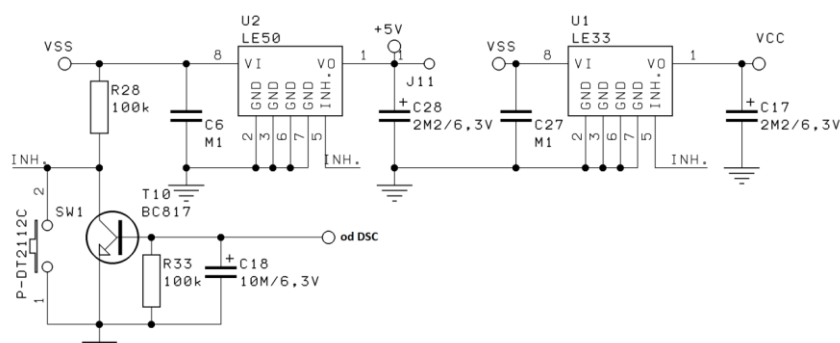 U2
LE50
VSS
8
VI
VO
1
GND
GND
GND
GND
INH.
2
3
6
7
5
INH.
+5V
1
J11
C28
2M2/6,3V
R28
100k
C6
M1
U1
LE33
VSS
8
VI
VO
1
GND
GND
GND
GND
INH.
2
3
6
7
5
INH.
VCC
C27
M1
C17
2M2/6,3V
INH.
2
SW1
P-DT2112C
1
T10
BC817
od DSC
R33
100k
C18
10M/6,3V